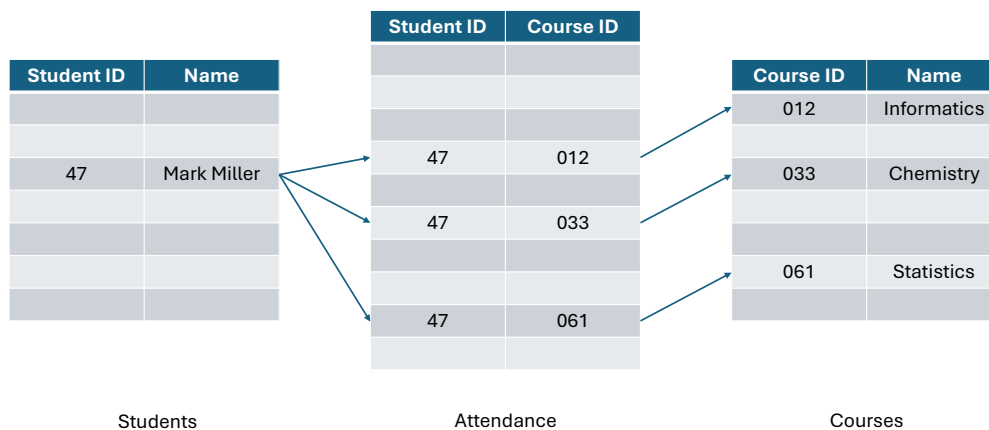 Student ID Name
47 Mark Miller
Students
Student ID Course ID
47 012
47 033
47 061
Attendance
Course ID Name
012 Informatics
033 Chemistry
061 Statistics
Courses